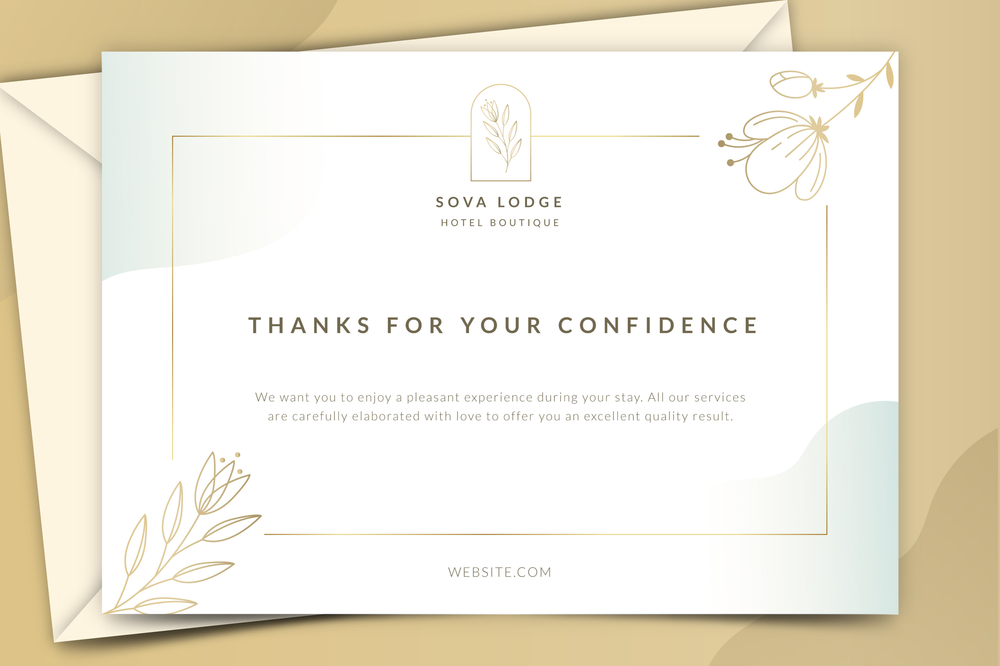 SOVA LODGE
HOTEL BOUTIQUE
THANKS FOR YOUR CONFIDENCE
We want you to enjoy a pleasant experience during your stay. All our services
are carefully elaborated with love to offer you an excellent quality result.
WEBSITE.COM